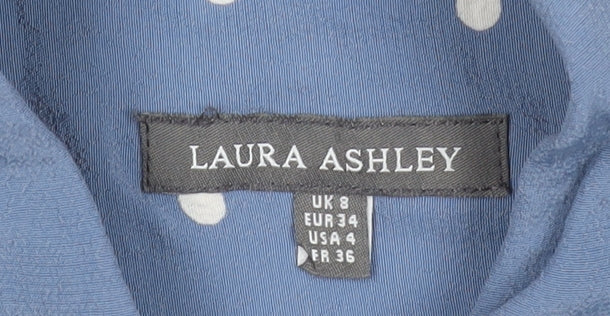 LAURA ASHLEY
UK 8
EUR 34
USA 4
FR 36